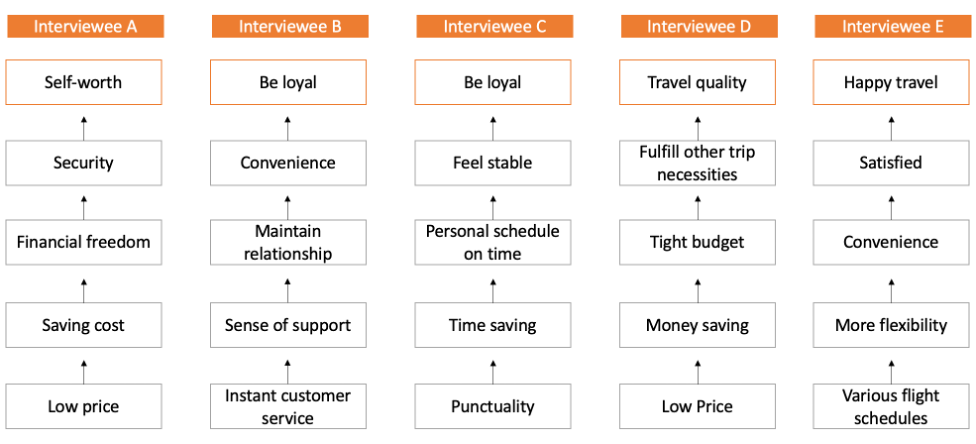 Interviewee A
Interviewee B
Interviewee C
Interviewee D
Interviewee E
Self-worth
Be loyal
Be loyal
Travel quality
Happy travel
Security
Convenience
Feel stable
Fulfill other trip
necessities
Satisfied
Financial freedom
Maintain
relationship
Personal schedule
on time
Tight budget
Convenience
Saving cost
Sense of support
Time saving
Money saving
More flexibility
Low price
Instant customer
service
Punctuality
Low Price
Various flight
schedules